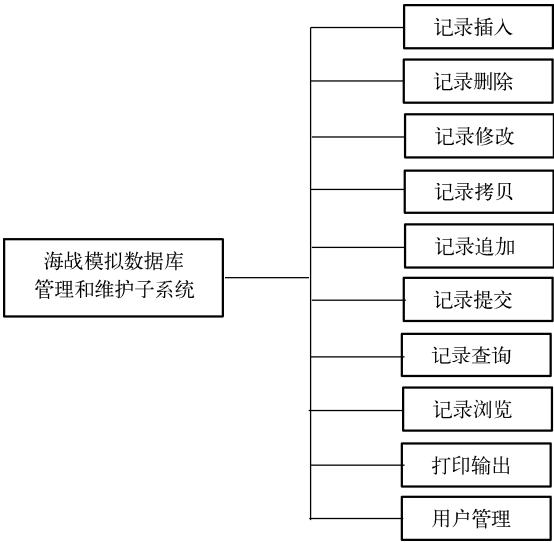 记录插入
记录删除
记录修改
记录拷贝
海战模拟数据库
管理和维护子系统
记录追加
记录提交
记录查询
记录浏览
打印输出
用户管理